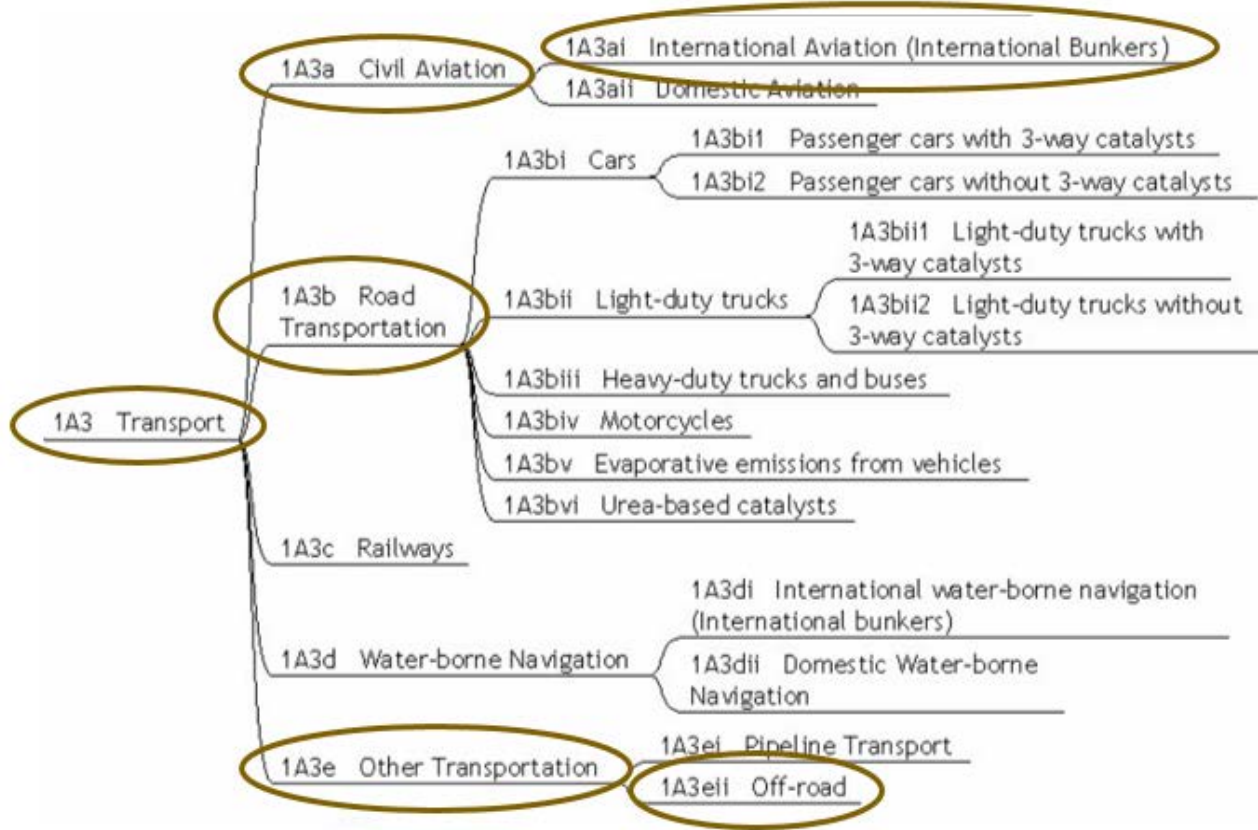 1A3ai International Aviation (International Bunkers)
1A3a Civil Aviation
1A3aii Domestic Aviation
1A3bi1 Passenger cars with 3-way catalysts
1A3bi Cars
1A3bi2 Passenger cars without 3-way catalysts
1A3bii1 Light-duty trucks with
3-way catalysts
1A3b Road
Transportation
1A3bii Light-duty trucks
1A3bii2 Light-duty trucks without
3-way catalysts
1A3biii Heavy-duty trucks and buses
1A3 Transport
1A3biv Motorcycles
1A3bv Evaporative emissions from vehicles
1A3bvi Urea-based catalysts
1A3c Railways
1A3di International water-borne navigation
(International bunkers)
1A3d Water-borne Navigation
1A3dii Domestic Water-borne
Navigation
1A3ei Pipeline Transport
1A3e Other Transportation
1A3eii Off-road